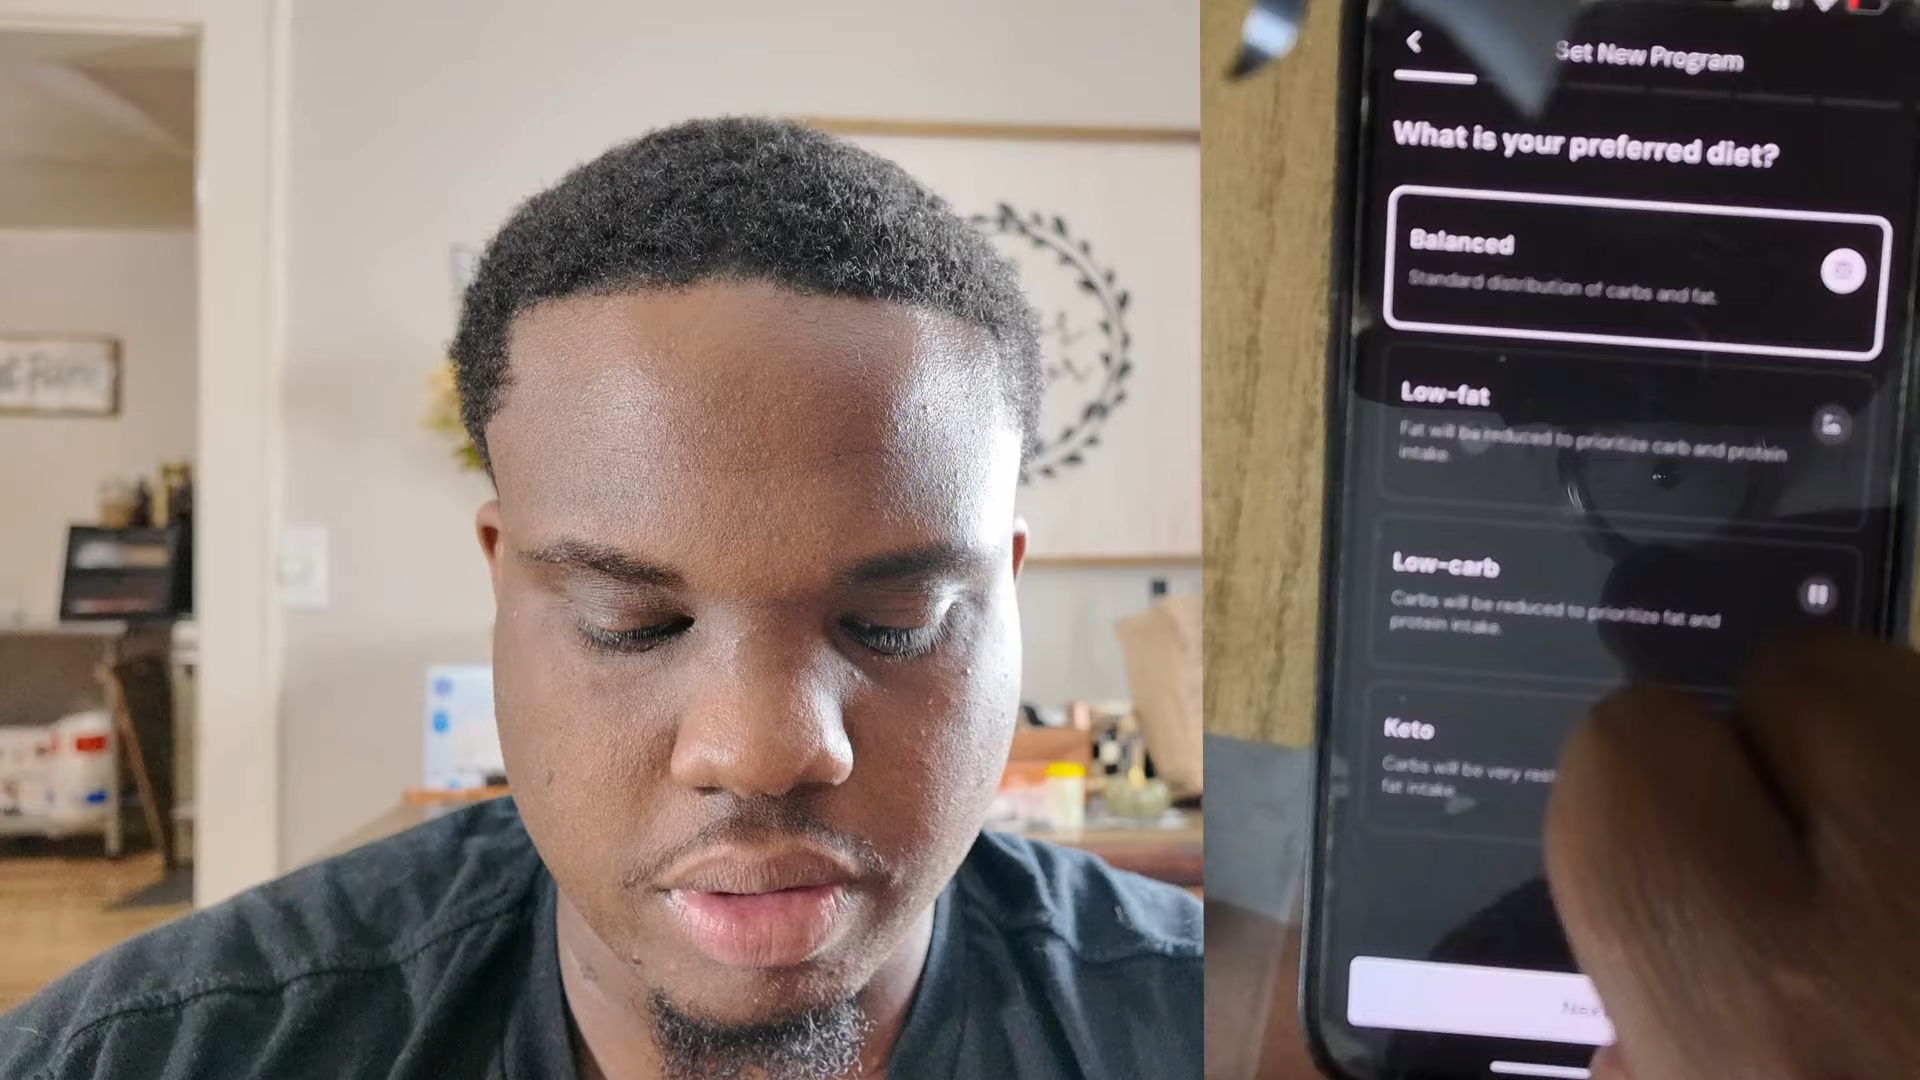 Set New Program
What is your preferred diet?
Balanced
Standard distribution of carbs and fat.
Low-fat
Fat will be reduced to prioritize carb and protein
intake.
Low-carb
Carbs will be reduced to prioritize fat and
protein intake.
Keto
Carbs will be very
fat intake.